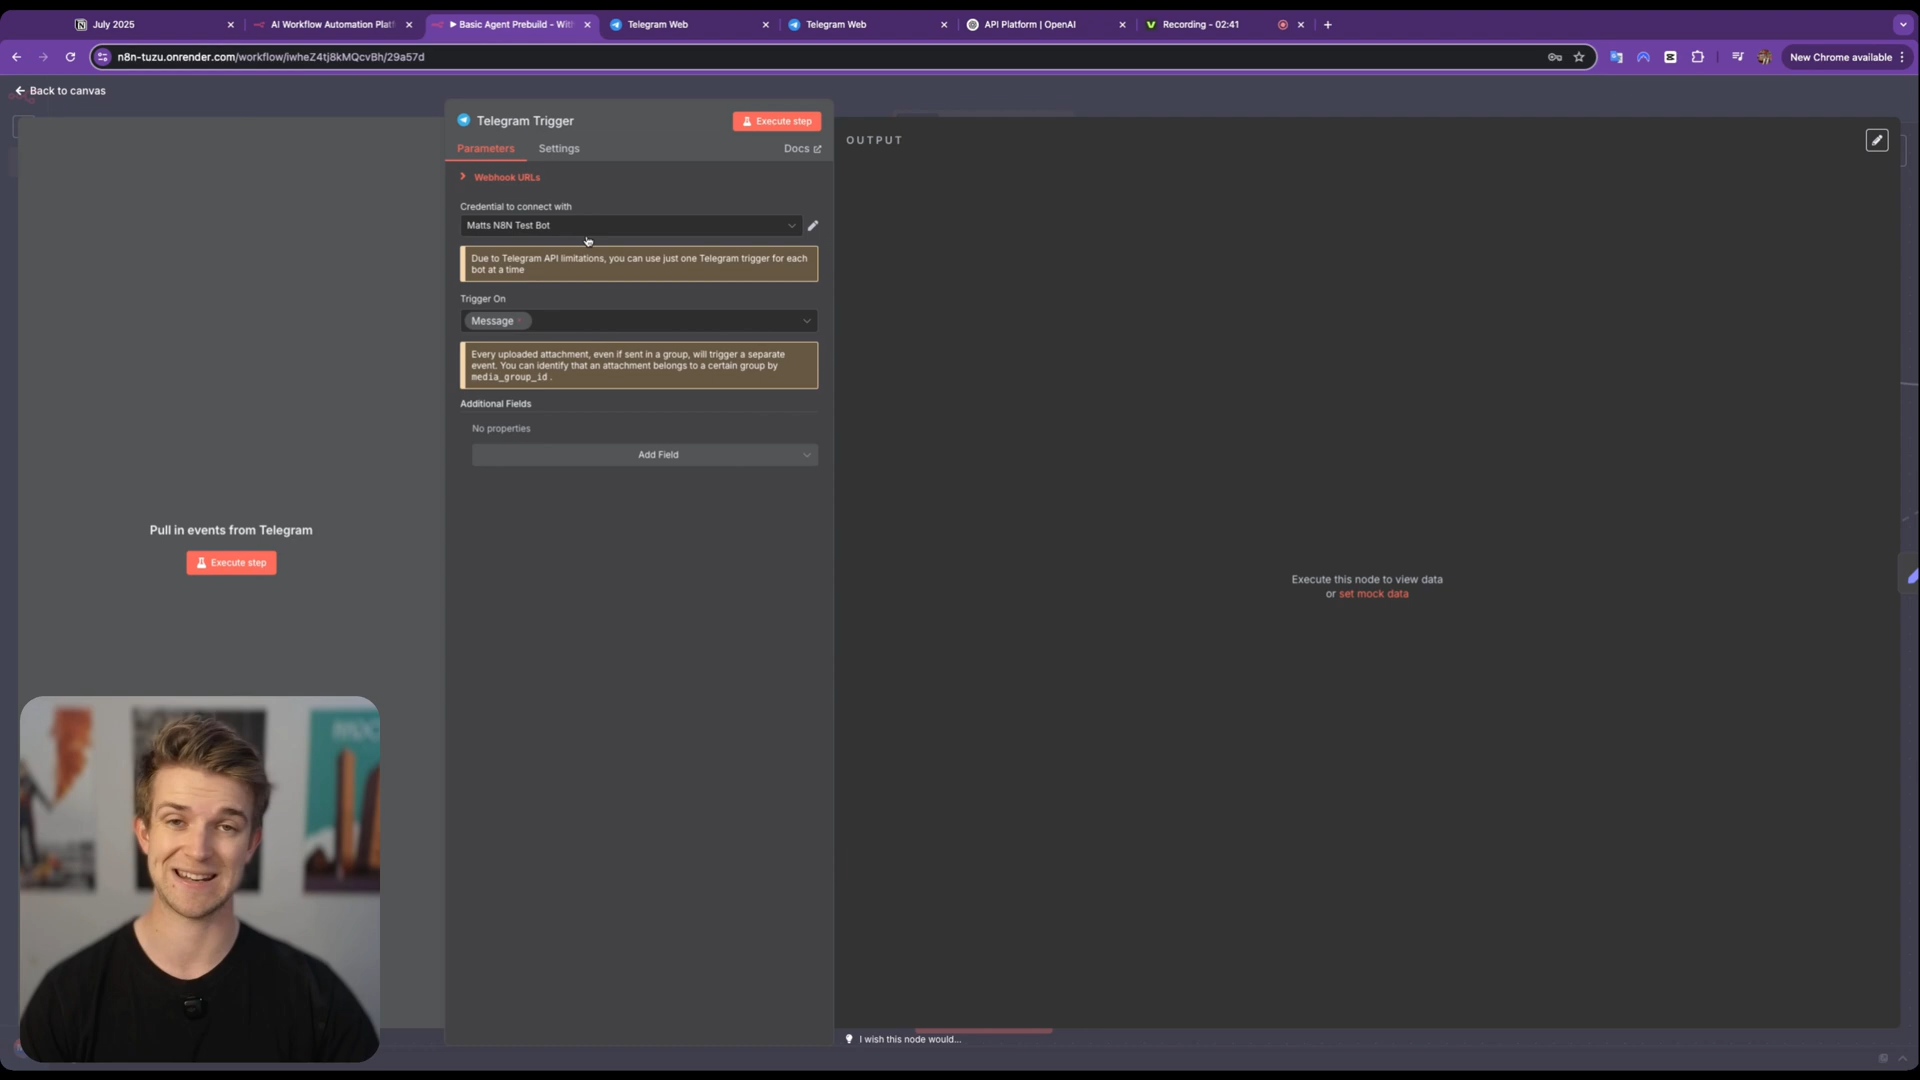 July 2025
AI Workflow Automation Platf
Basic Agent Prebuild - With
Telegram Web
Telegram Web
API Platform | OpenAI
Recording - 02:41
n8n-tuzu.onrender.com/workflow/iwheZ4tj8kMQcvBh/29a57d
New Chrome available
Back to canvas
Telegram Trigger
Execute step
Parameters
Settings
Docs
Webhook URLs
Credential to connect with
Matts N8N Test Bot
Due to Telegram API limitations, you can use just one Telegram trigger for each
bot at a time
Trigger On
Message
Every uploaded attachment, even if sent in a group, will trigger a separate
event. You can identify that an attachment belongs to a certain group by
media_group_id .
Additional Fields
No properties
Add Field
Pull in events from Telegram
Execute step
OUTPUT
Execute this node to view data
or set mock data
I wish this node would...